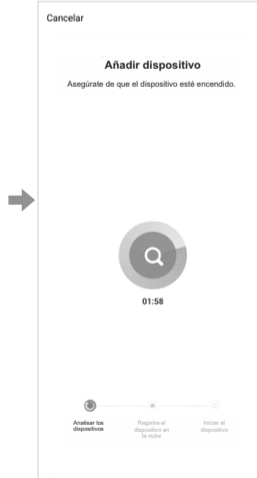 Cancelar
Añadir dispositivo
Asegúrate de que el dispositivo esté encendido.
01:58
Analisar los
dispositivos
Registre el
dispositivo en
la nube
Iniciar el
dispositivo